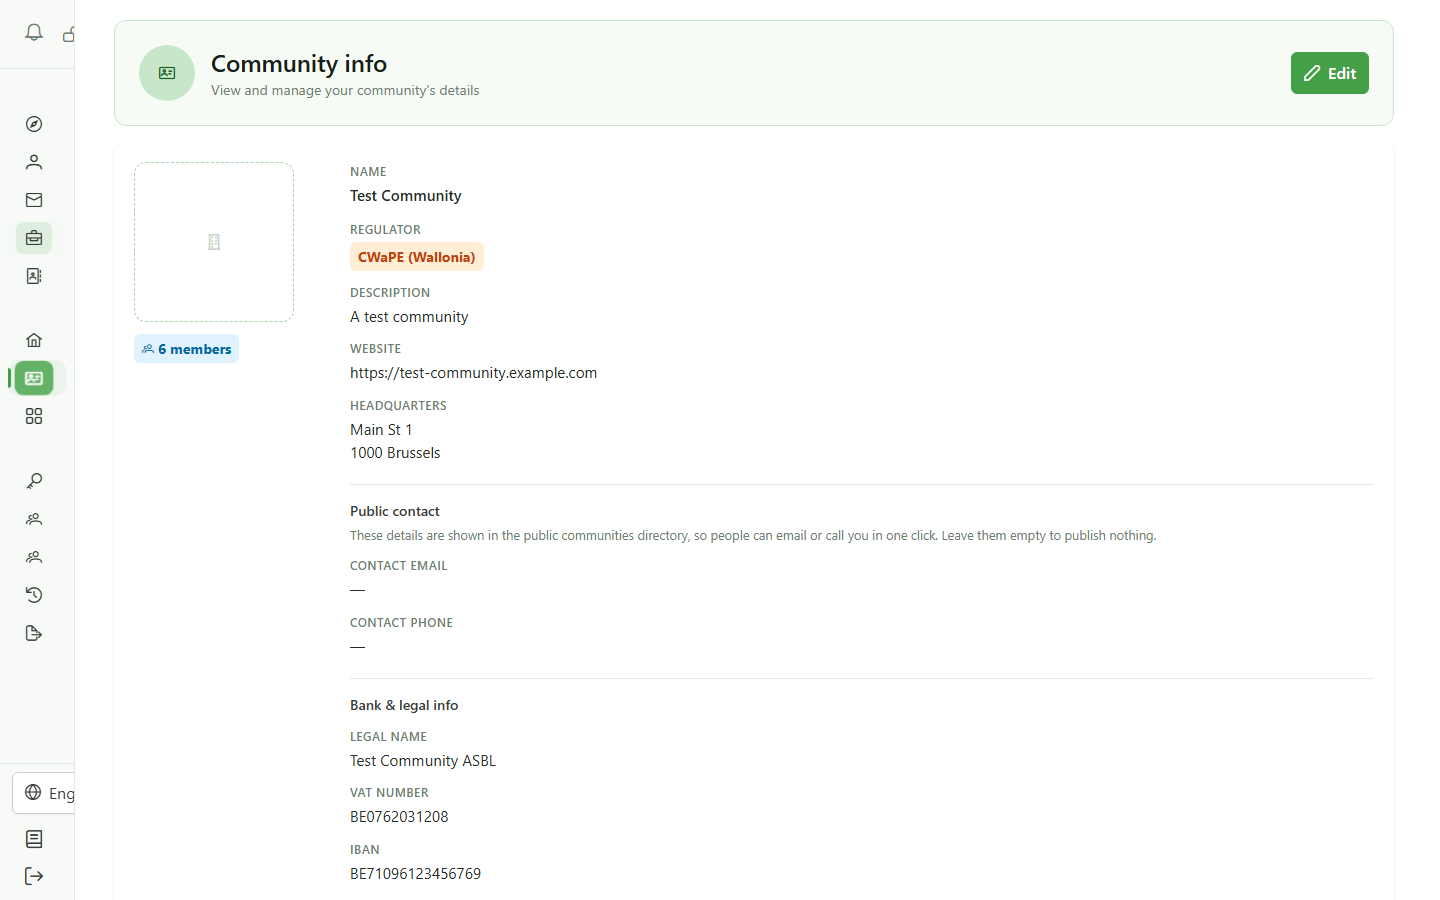 Community info
View and manage your community's details
Edit
6 members
NAME
Test Community
REGULATOR
CWaPE (Wallonia)
DESCRIPTION
A test community
WEBSITE
https://test-community.example.com
HEADQUARTERS
Main St 1
1000 Brussels
Public contact
These details are shown in the public communities directory, so people can email or call you in one click. Leave them empty to publish nothing.
CONTACT EMAIL
—
CONTACT PHONE
—
Bank & legal info
LEGAL NAME
Test Community ASBL
VAT NUMBER
BE0762031208
IBAN
BE71096123456769
Eng